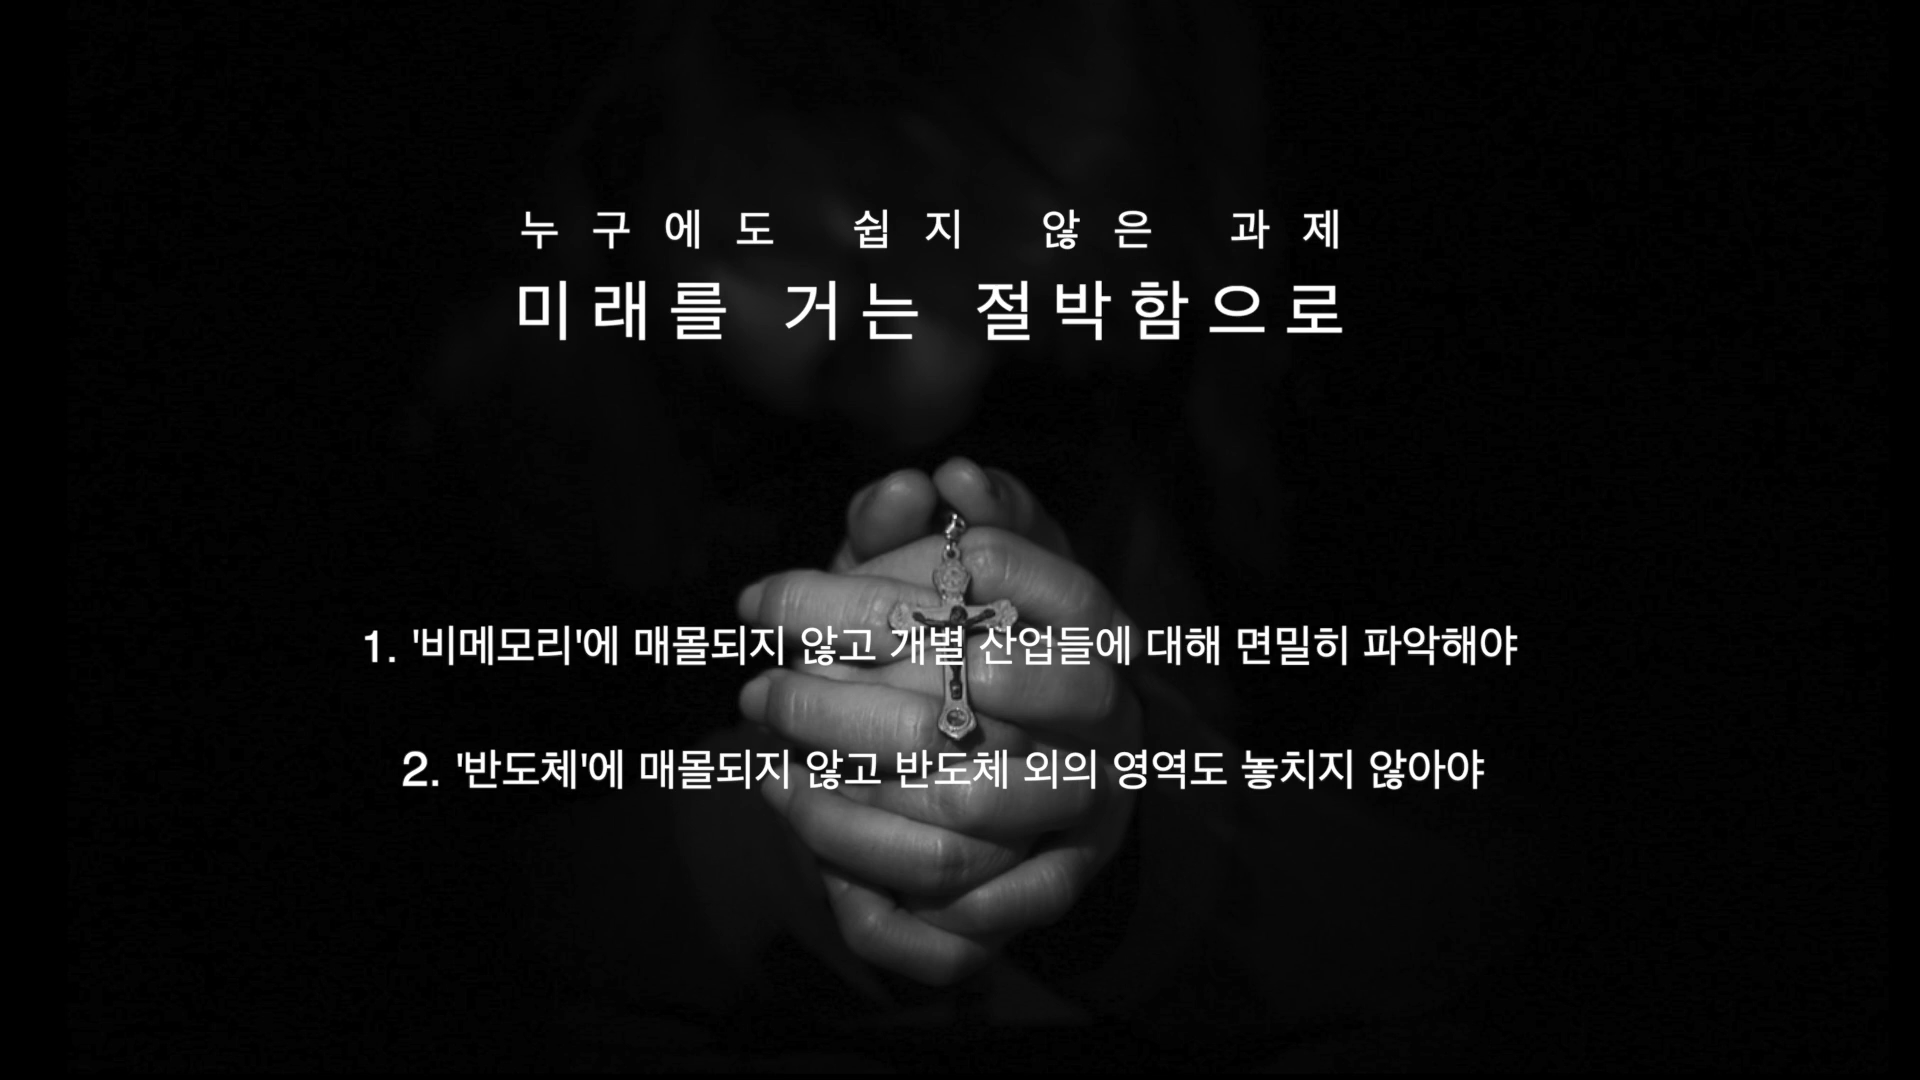 누구에도 쉽지 않은 과제
미래를 거는 절박함으로
1. '비메모리'에 매몰되지 않고 개별 산업들에 대해 면밀히 파악해야
2. '반도체'에 매몰되지 않고 반도체 외의 영역도 놓치지 않아야